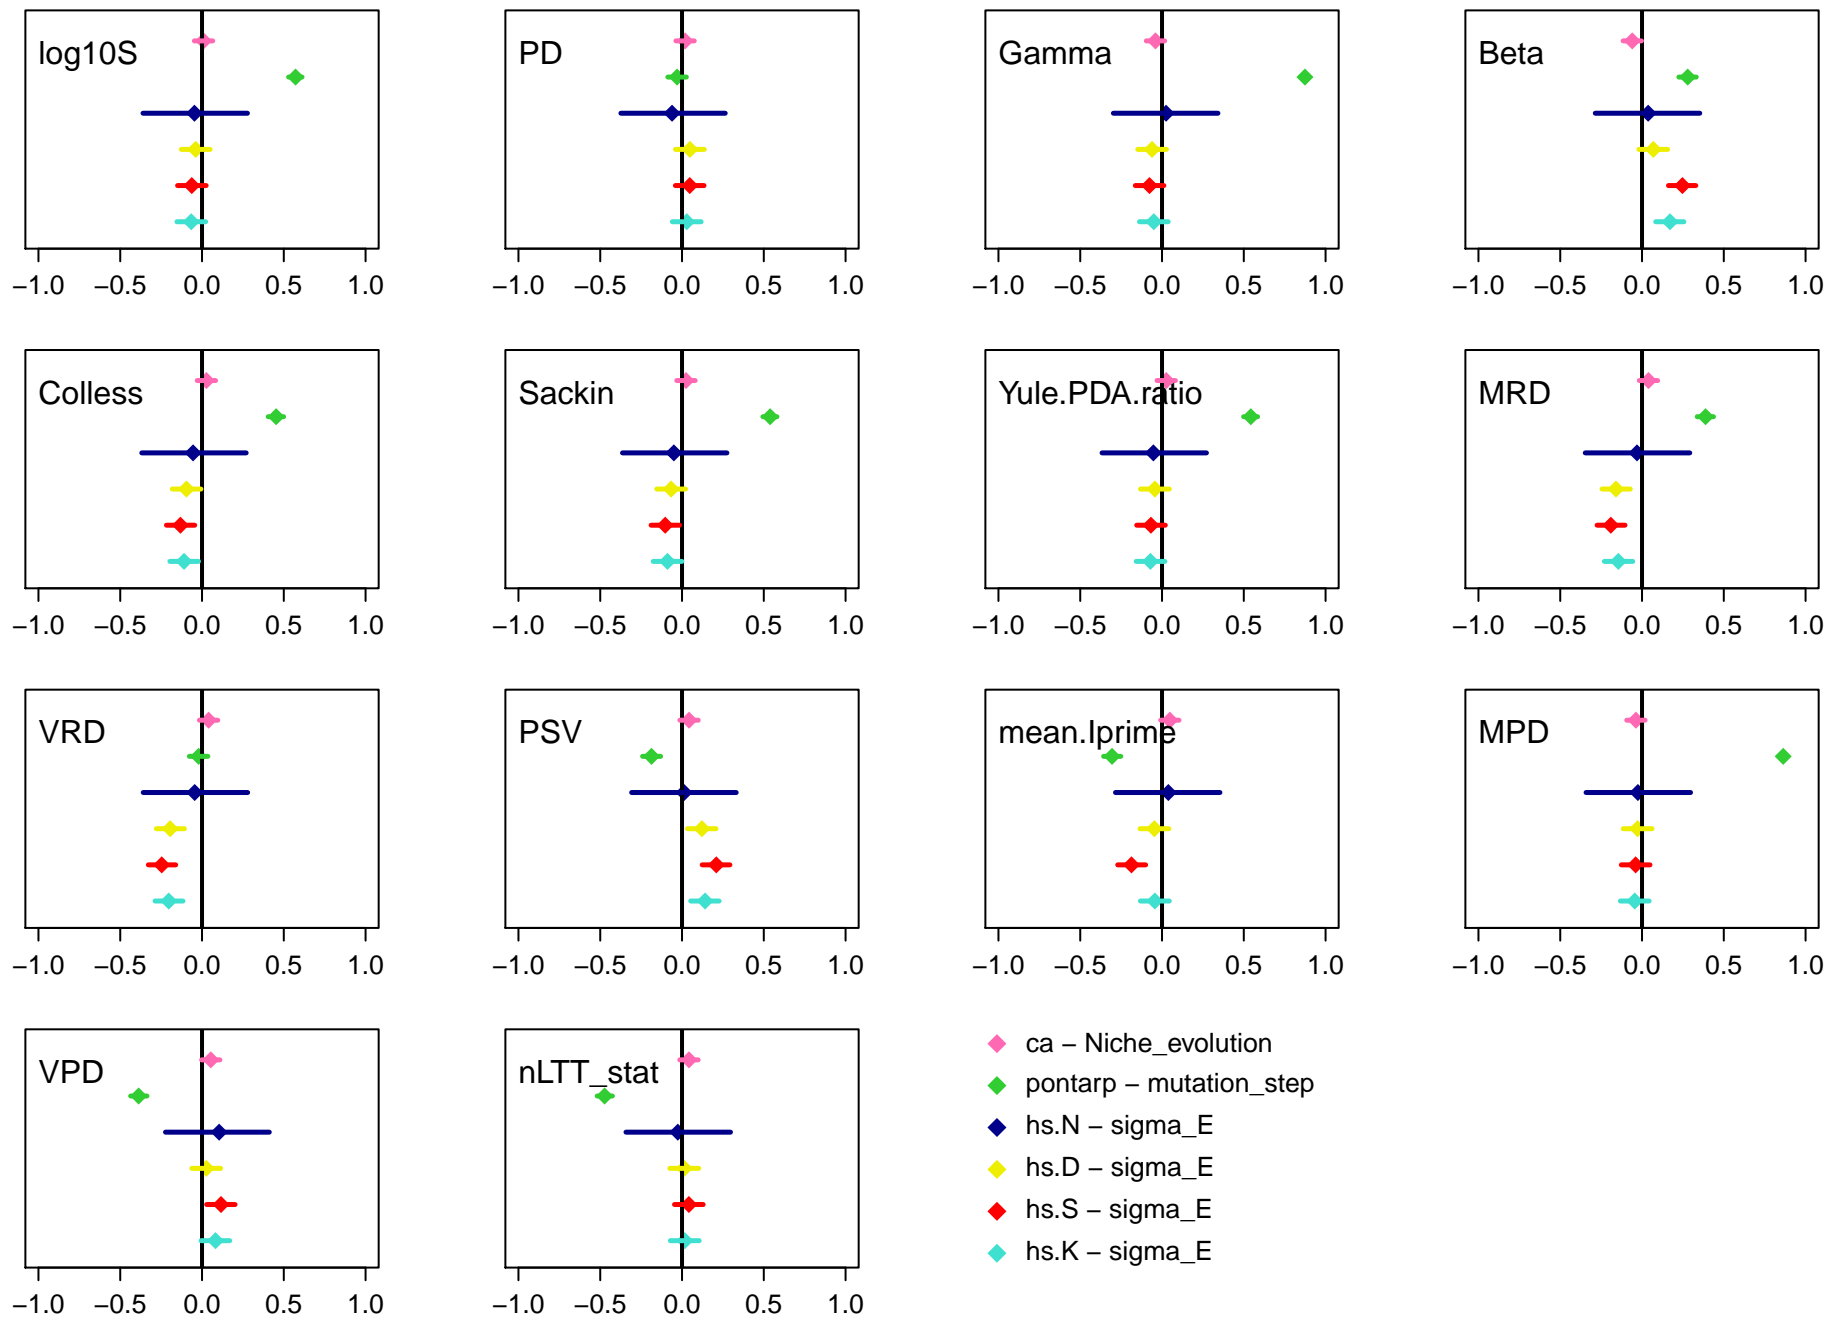 log10S
PD
Gamma
Beta
−1.0 −0.5 0.0 0.5 1.0
−1.0 −0.5 0.0 0.5 1.0
−1.0 −0.5 0.0 0.5 1.0
−1.0 −0.5 0.0 0.5 1.0
Colless
Sackin
Yule.PDA.ratio
MRD
−1.0 −0.5 0.0 0.5 1.0
−1.0 −0.5 0.0 0.5 1.0
−1.0 −0.5 0.0 0.5 1.0
−1.0 −0.5 0.0 0.5 1.0
VRD
PSV
mean.Iprime
MPD
−1.0 −0.5 0.0 0.5 1.0
−1.0 −0.5 0.0 0.5 1.0
−1.0 −0.5 0.0 0.5 1.0
−1.0 −0.5 0.0 0.5 1.0
VPD
nLTT_stat
−1.0 −0.5 0.0 0.5 1.0
−1.0 −0.5 0.0 0.5 1.0
ca − Niche_evolution
pontarp − mutation_step
hs.N − sigma_E
hs.D − sigma_E
hs.S − sigma_E
hs.K − sigma_E